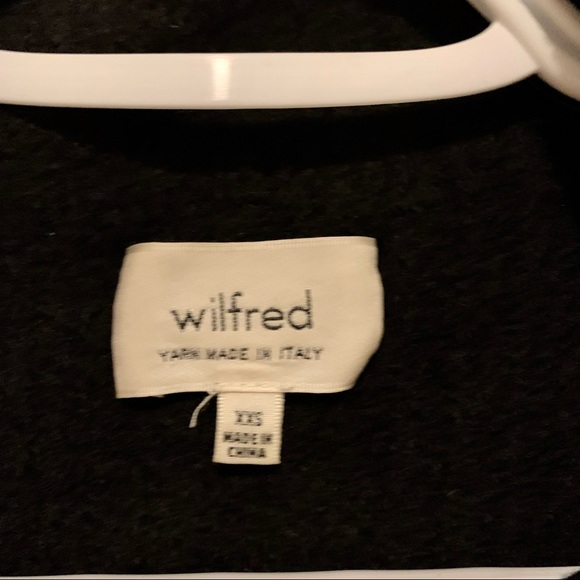 wilfred
YARN MADE IN ITALY
XXS
MADE IN
CHINA